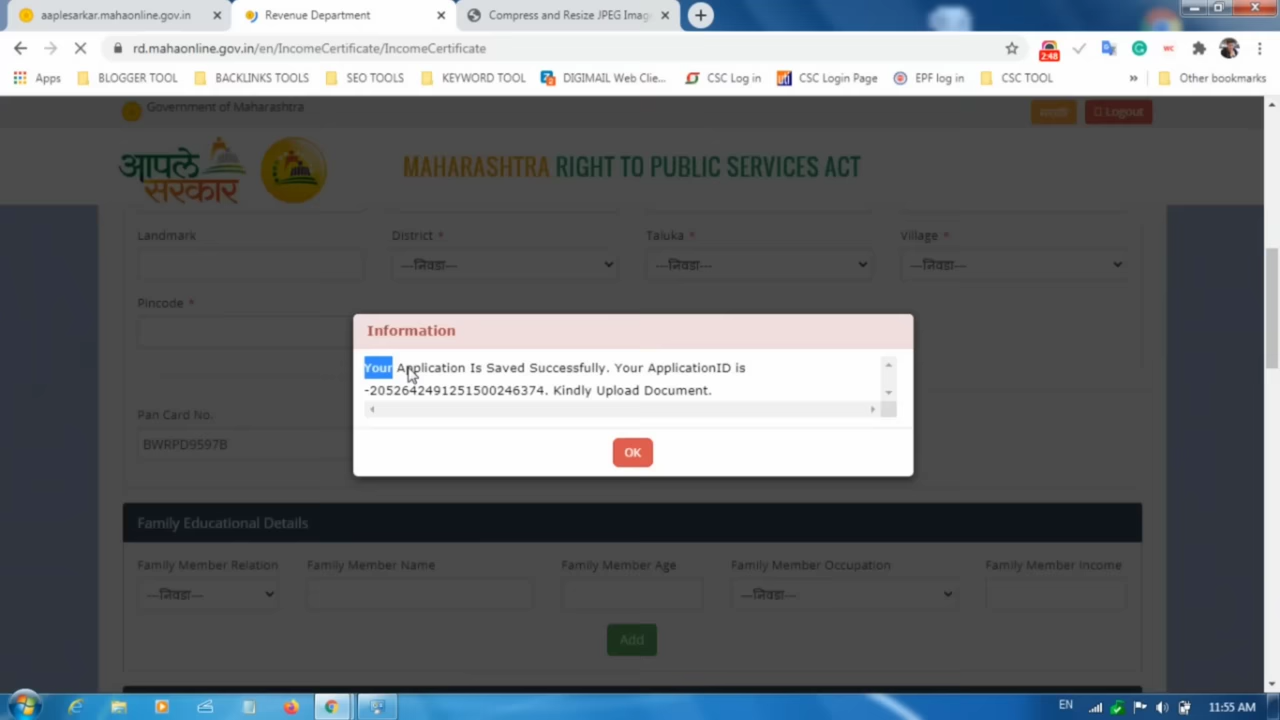 aaplesarkar.mahaonline.gov.in
Revenue Department
Compress and Resize JPEG Imag
rd.mahaonline.gov.in/en/IncomeCertificate/IncomeCertificate
2:48
Apps BLOGGER TOOL BACKLINKS TOOLS SEO TOOLS KEYWORD TOOL DIGIMAIL Web Clie... CSC Log in CSC Login Page EPF log in CSC TOOL » Other bookmarks
Government of Maharashtra
Logout
आपले सरकार
MAHARASHTRA RIGHT TO PUBLIC SERVICES ACT
Landmark District * Taluka * Village *
---निवडा--- ---निवडा--- ---निवडा---
Pincode *
Information
Your Application Is Saved Successfully. Your ApplicationID is
-2052642491251500246374. Kindly Upload Document.
OK
Pan Card No.
BWRPD9597B
Family Educational Details
Family Member Relation Family Member Name Family Member Age Family Member Occupation Family Member Income
---निवडा--- ---निवडा---
Add
EN 11:55 AM